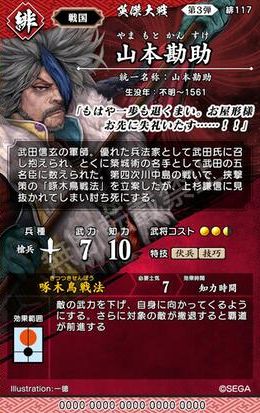 緋
戦国
英傑大戦
第3弾
緋117
やま もと かん すけ
山本勘助
統一名称：山本勘助
生没年：不明～1561
「もはや一歩も退くまい。お屋形様
お先に失礼いたす……！！」
武田信玄の軍師。優れた兵法家として武田氏に召
し抱えられ、とくに築城術の名手として武田の五
名臣に数えられた。第四次川中島の戦いで、挟撃
策の「啄木鳥戦法」を立案したが、上杉謙信に見
抜かれてしまい討ち死にする。
兵種 武力 知力 武将コスト
槍兵 7 10 特技 伏兵 技巧
きつつきせんぽう
啄木鳥戦法
必要士気 効果時間
7 知力時間
効果範囲
敵の武力を下げ、自身に向かってくるよう
にする。さらに対象の敵が撤退すると覇道
が前進する
Illustration：一徳
©SEGA
0000-0000-0000-0000-0000